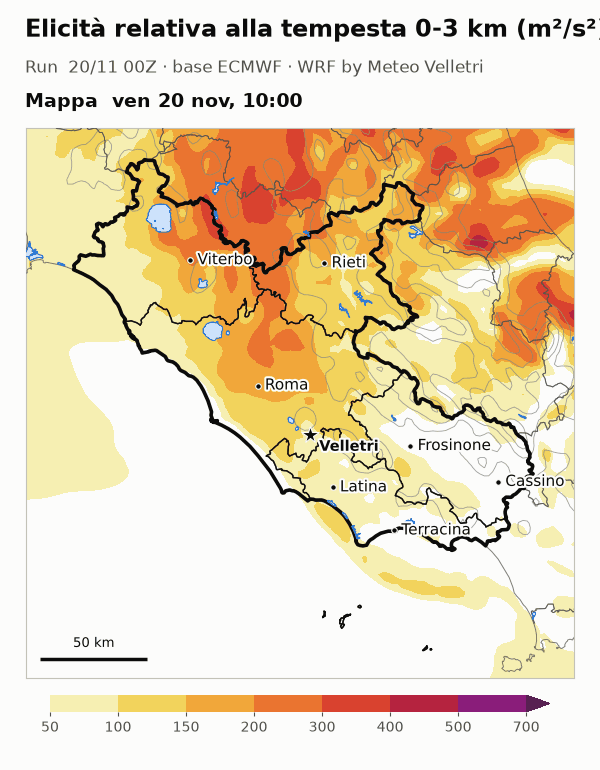 Elicità relativa alla tempesta 0-3 km (m²/s²)
Run 20/11 00Z · base ECMWF · WRF by Meteo Velletri
Mappa ven 20 nov, 10:00
Viterbo
Rieti
Roma
Velletri
Frosinone
Latina
Cassino
Terracina
50 km
50 100 150 200 300 400 500 700